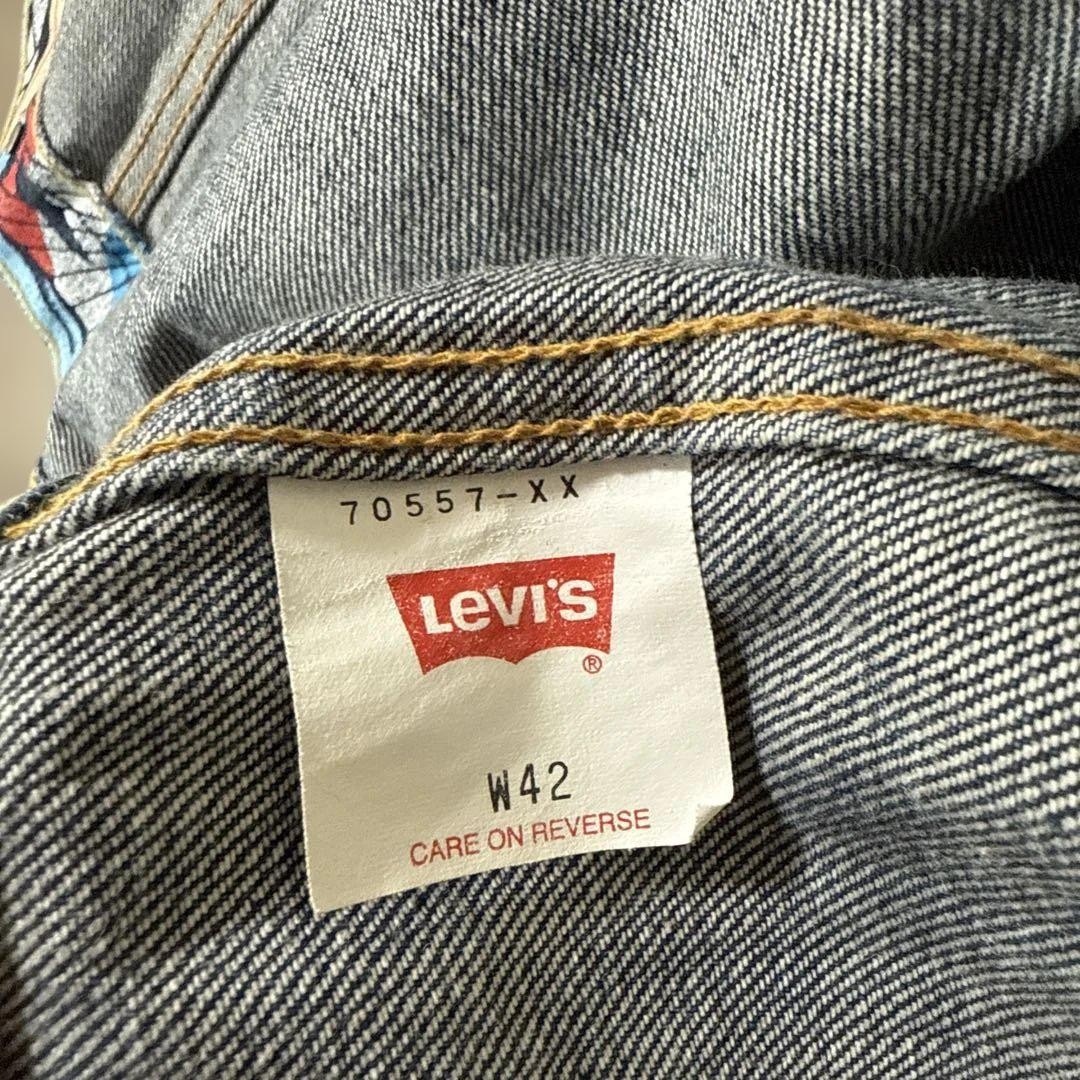 70557-XX
LEVI'S
®
W42
CARE ON REVERSE